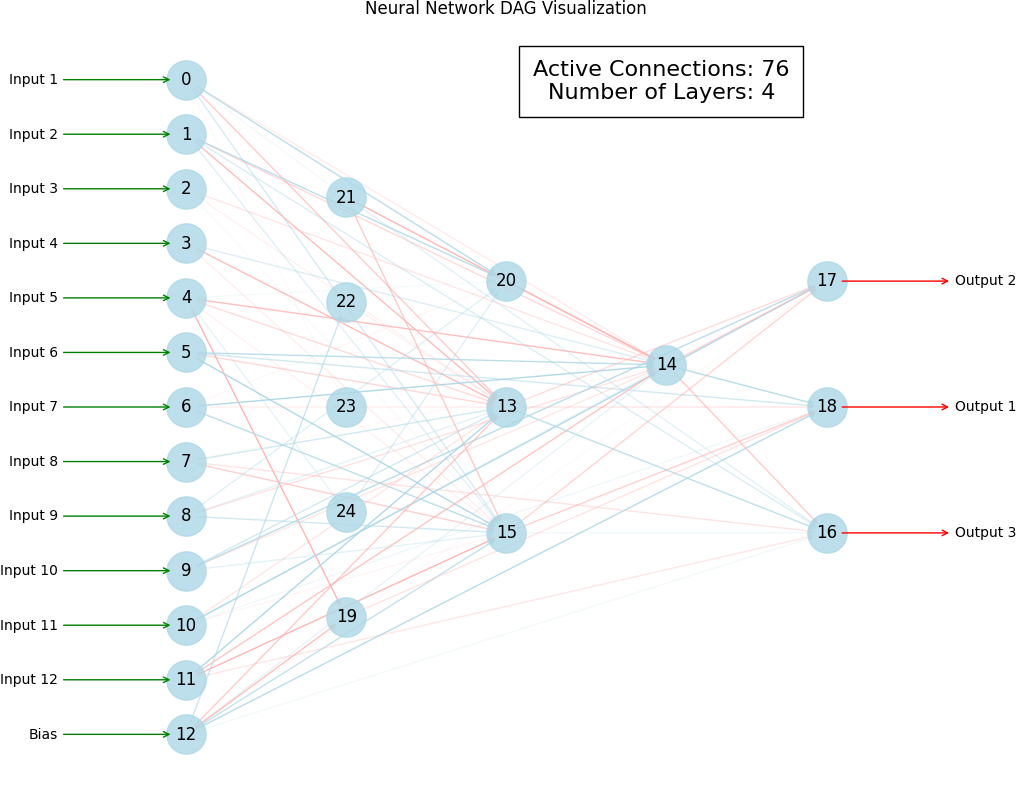 Neural Network DAG Visualization
Active Connections: 76
Number of Layers: 4
Input 1
0
Input 2
1
Input 3
2
21
Input 4
3
20
17
Output 2
Input 5
4
22
Input 6
5
14
Input 7
6
23
13
18
Output 1
Input 8
7
Input 9
8
24
15
16
Output 3
Input 10
9
Input 11
10
19
Input 12
11
Bias
12